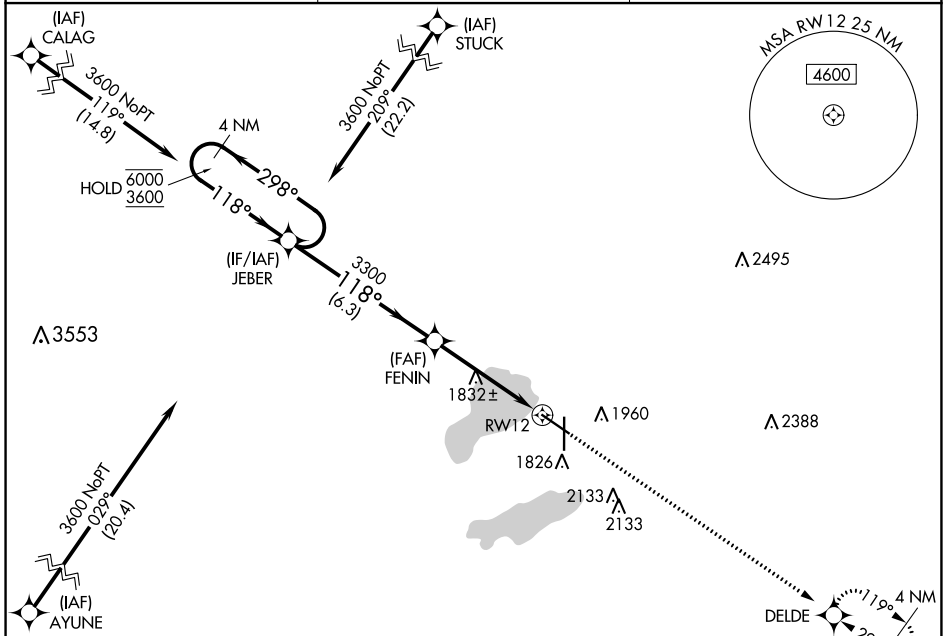 (IAF)
CALAG
3600 NoPT
119°
(14.8)
(IAF)
STUCK
3600 NoPT
209°
(22.2)
MSA RW12 25 NM
4600
4 NM
HOLD 6000
3600
298°
118°
(IF/IAF)
JEBER
3300
118°
(6.3)
2495
3553
(FAF)
FENIN
1832±
RW12
1960
2388
1826
2133
2133
3600 NoPT
029°
(20.4)
(IAF)
AYUNE
DELDE
119°
4 NM